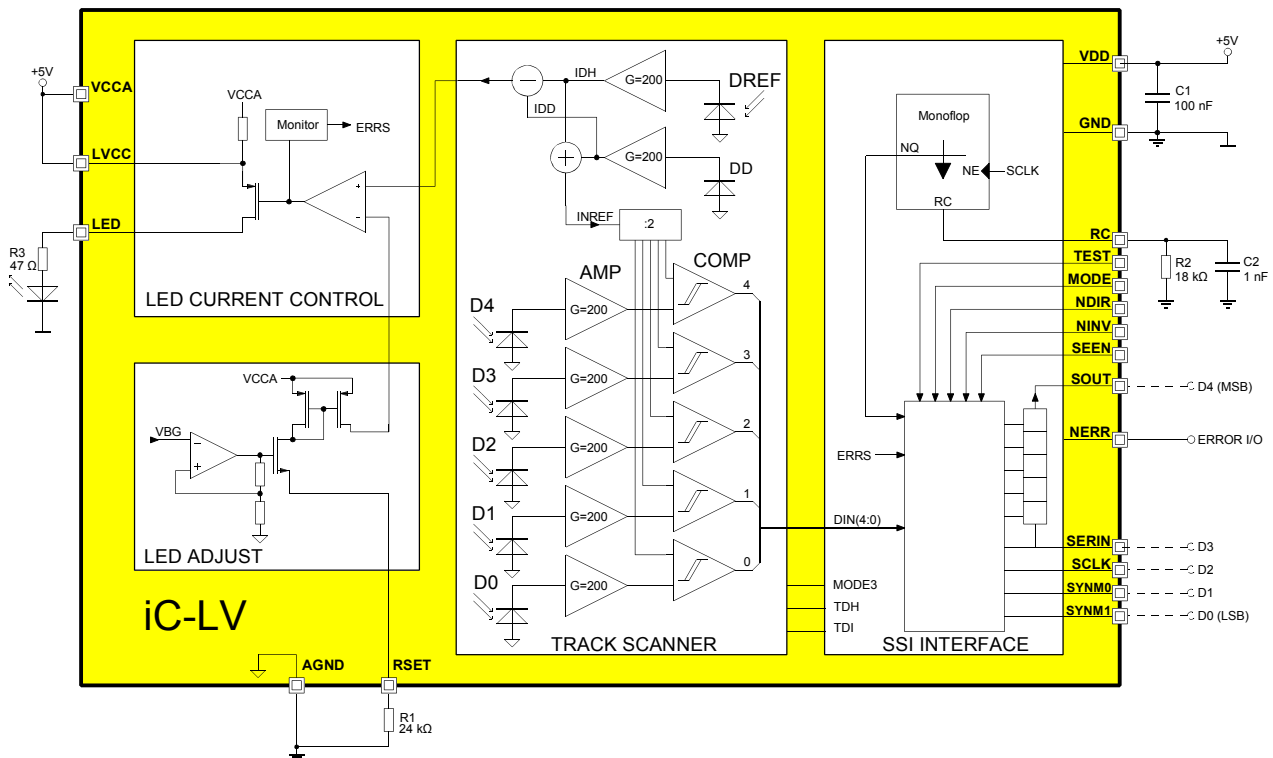 +5V
VCCA
LVCC
LED
R3
47 Ω
VCCA
Monitor
ERRS
+
−
LED CURRENT CONTROL
VCCA
VBG
−
+
LED ADJUST
iC-LV
AGND
RSET
R1
24 kΩ
−
IDH
IDD
G=200
DREF
+
G=200
DD
INREF
:2
AMP
COMP
D4
G=200
4
D3
G=200
3
D2
G=200
2
D1
G=200
1
D0
G=200
0
TRACK SCANNER
Monoflop
NQ
NE
SCLK
RC
ERRS
DIN(4:0)
MODE3
TDH
TDI
SSI INTERFACE
VDD
+5V
C1
100 nF
GND
RC
R2
18 kΩ
C2
1 nF
TEST
MODE
NDIR
NINV
SEEN
SOUT
D4 (MSB)
NERR
ERROR I/O
SERIN
D3
SCLK
D2
SYNM0
D1
SYNM1
D0 (LSB)